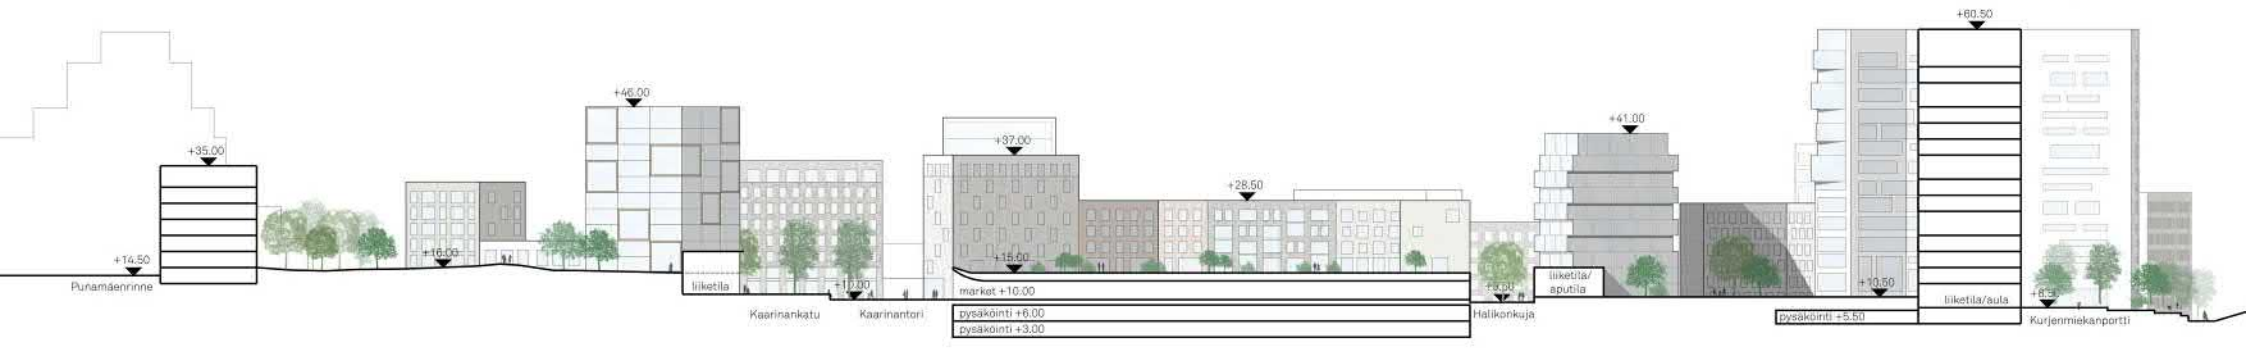 +60.50
+46.00
+41.00
+37.00
+35.00
+28.50
+14.50
+16.00
+15.00
Punamäenrinne
liiketila
+10.00
market +10.00
liiketila/
aputila
+10.50
liiketila/aula
Kaarinankatu
Kaarinantori
pysäköinti +6.00
pysäköinti +3.00
Halikonkuja
pysäköinti +5.50
Kurjenmiekanportti